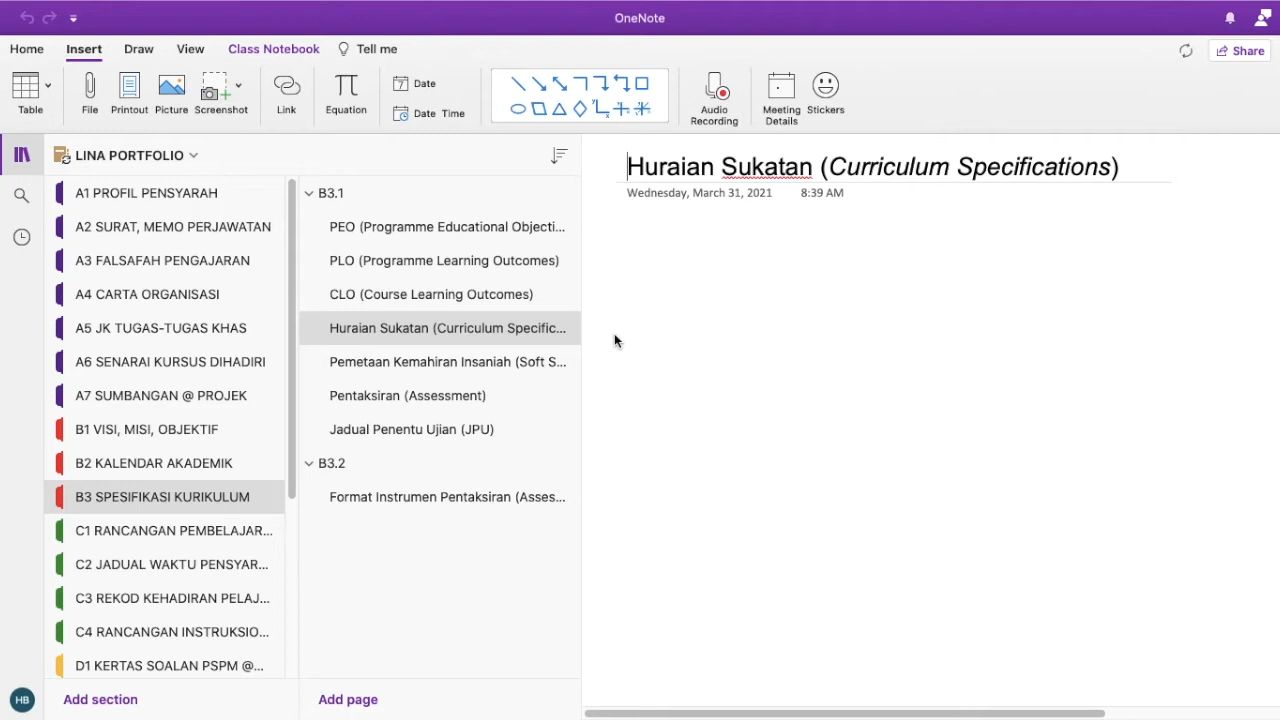 OneNote
Home Insert Draw View Class Notebook Tell me
Share
Table File Printout Picture Screenshot Link Equation
7 Date
Date Time
Audio Recording
Meeting Details
Stickers
LINA PORTFOLIO
A1 PROFIL PENSYARAH
A2 SURAT, MEMO PERJAWATAN
A3 FALSAFAH PENGAJARAN
A4 CARTA ORGANISASI
A5 JK TUGAS-TUGAS KHAS
A6 SENARAI KURSUS DIHADIRI
A7 SUMBANGAN @ PROJEK
B1 VISI, MISI, OBJEKTIF
B2 KALENDAR AKADEMIK
B3 SPESIFIKASI KURIKULUM
C1 RANCANGAN PEMBELAJAR...
C2 JADUAL WAKTU PENSYAR...
C3 REKOD KEHADIRAN PELAJ...
C4 RANCANGAN INSTRUKSIO...
D1 KERTAS SOALAN PSPM @...
Add section
B3.1
PEO (Programme Educational Objecti...
PLO (Programme Learning Outcomes)
CLO (Course Learning Outcomes)
Huraian Sukatan (Curriculum Specific...
Pemetaan Kemahiran Insaniah (Soft S...
Pentaksiran (Assessment)
Jadual Penentu Ujian (JPU)
B3.2
Format Instrumen Pentaksiran (Asses...
Add page
Huraian Sukatan (Curriculum Specifications)
Wednesday, March 31, 2021 8:39 AM
HB